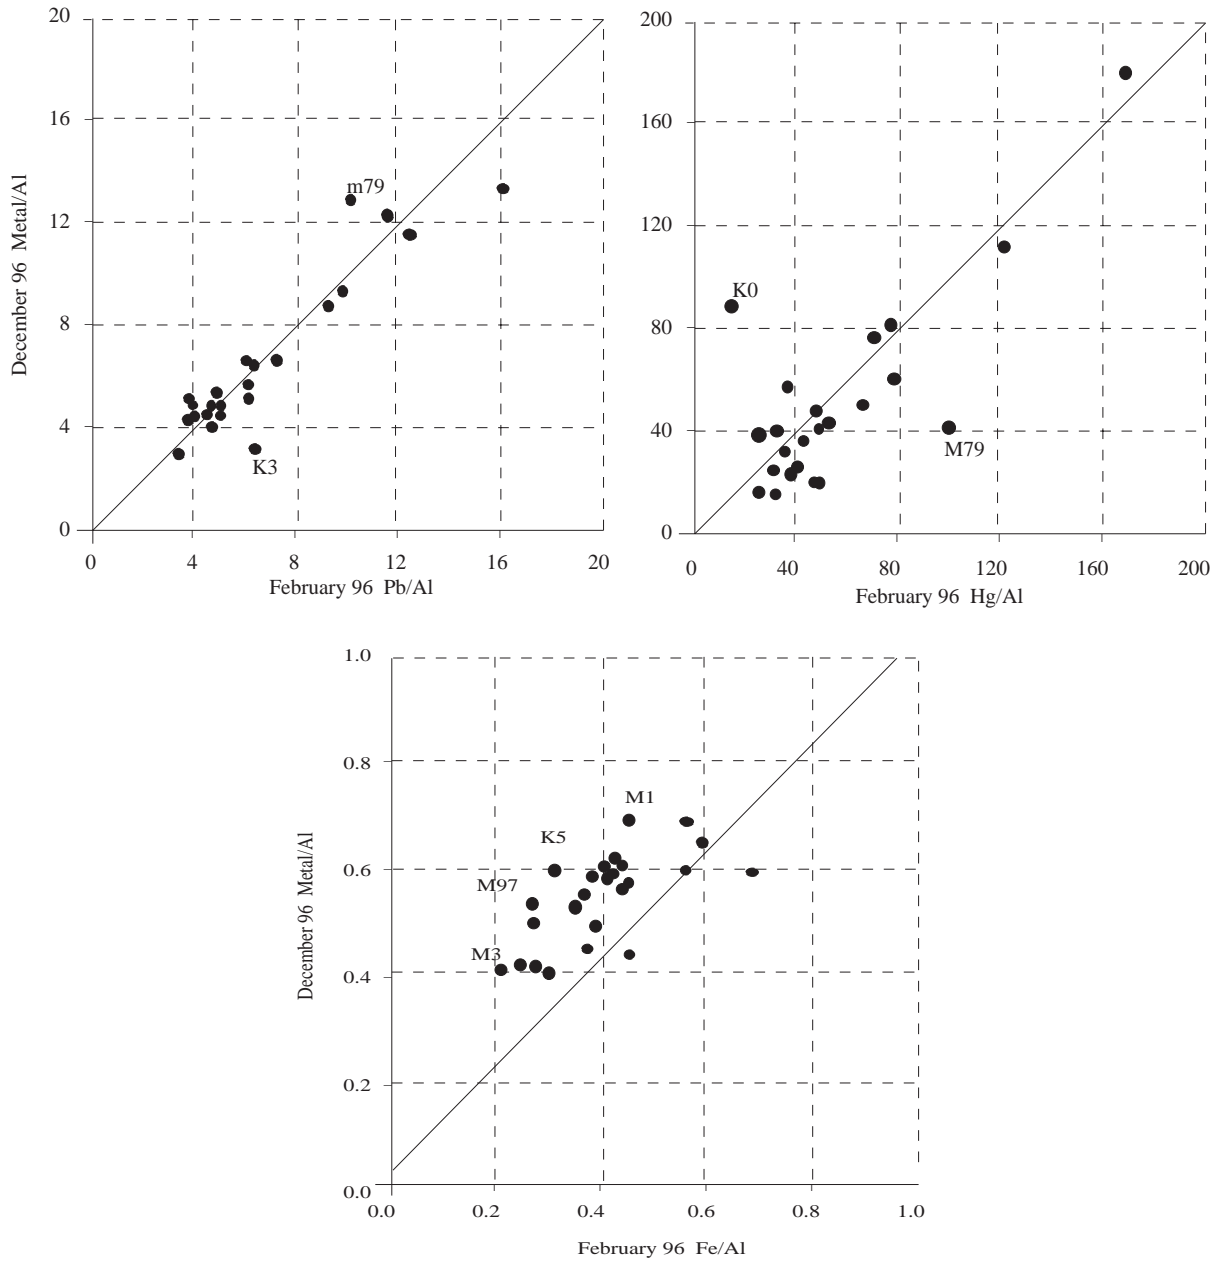 20
16
12
8
4
0
December 96 Metal/Al
m79
K3
0 4 8 12 16 20
February 96 Pb/Al
200
160
120
80
40
0
K0
M79
0 40 80 120 160 200
February 96 Hg/Al
1.0
0.8
0.6
0.4
0.2
0.0
December 96 Metal/Al
M1
K5
M97
M3
0.0 0.2 0.4 0.6 0.8 1.0
February 96 Fe/Al